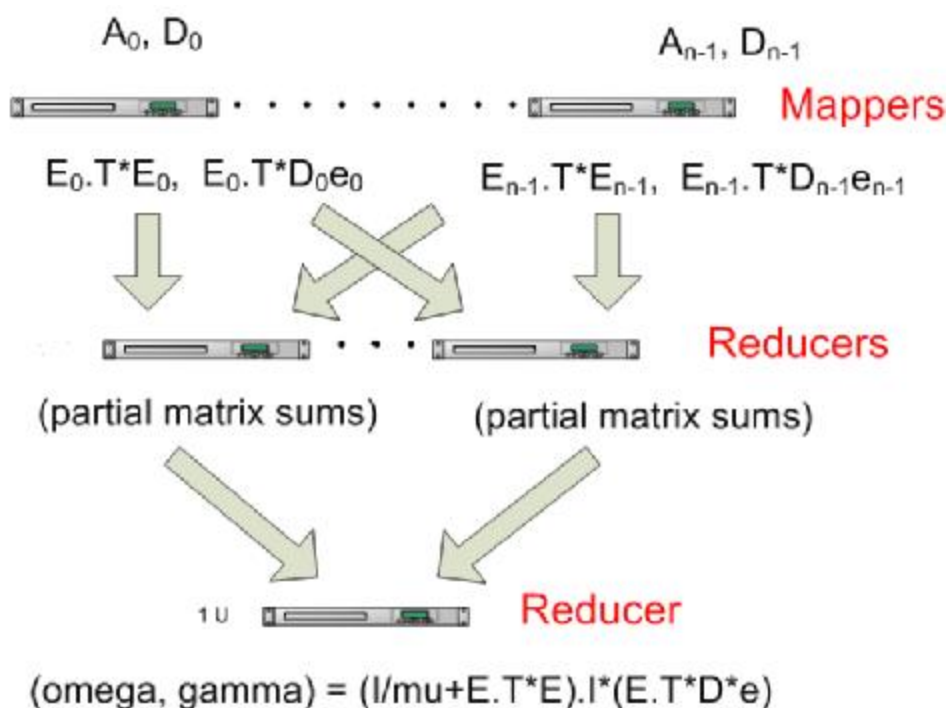 A₀, D₀ Aₙ₋₁, Dₙ₋₁
Mappers
E₀.T*E₀, E₀.T*D₀e₀ Eₙ₋₁.T*Eₙ₋₁, Eₙ₋₁.T*Dₙ₋₁eₙ₋₁
Reducers
(partial matrix sums) (partial matrix sums)
1 U Reducer
(omega, gamma) = (I/mu+E.T*E).I*(E.T*D*e)